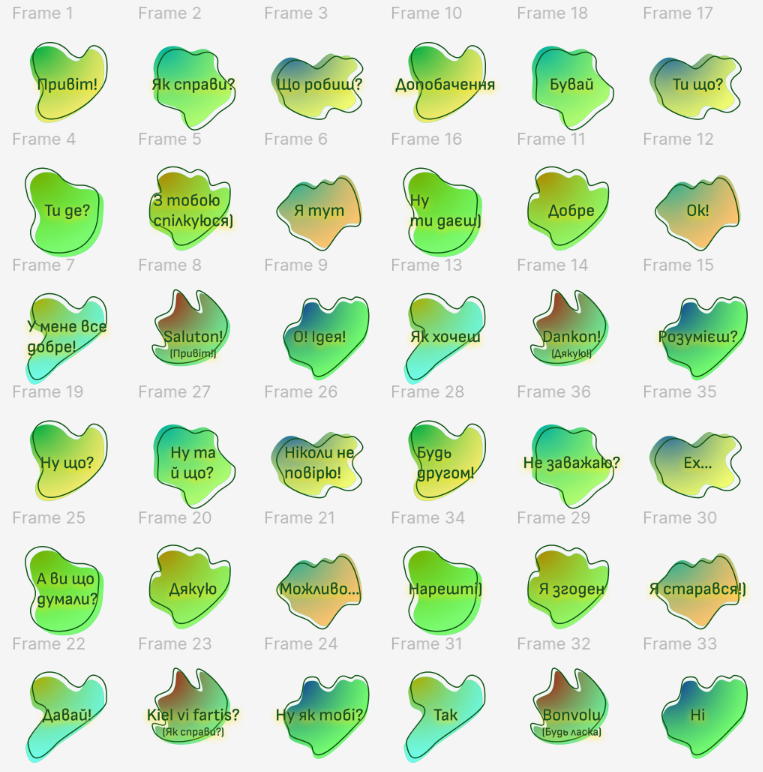 Frame 1
Frame 2
Frame 3
Frame 10
Frame 18
Frame 17
Привіт!
Як справи?
Що робиш?
Допобачення
Бувай
Ти що?
Frame 4
Frame 5
Frame 6
Frame 16
Frame 11
Frame 12
Ти де?
З тобою
спілкуюся)
Я тут
Ну
ти даєш)
Добре
Ок!
Frame 7
Frame 8
Frame 9
Frame 13
Frame 14
Frame 15
У мене все
добре!
Saluton!
(Привіт!)
О! Ідея!
Як хочеш
Dankon!
(Дякую!)
Розумієш?
Frame 19
Frame 27
Frame 26
Frame 28
Frame 36
Frame 35
Ну що?
Ну та
й що?
Ніколи не
повірю!
Будь
другом!
Не заважаю?
Ех...
Frame 25
Frame 20
Frame 21
Frame 34
Frame 29
Frame 30
А ви що
думали?
Дякую
Можливо...
Нарешті)
Я згоден
Я старався!)
Frame 22
Frame 23
Frame 24
Frame 31
Frame 32
Frame 33
Давай!
Kiel vi fartis?
(Як справи?)
Ну як тобі?
Так
Bonvolu
(Будь ласка)
Ні